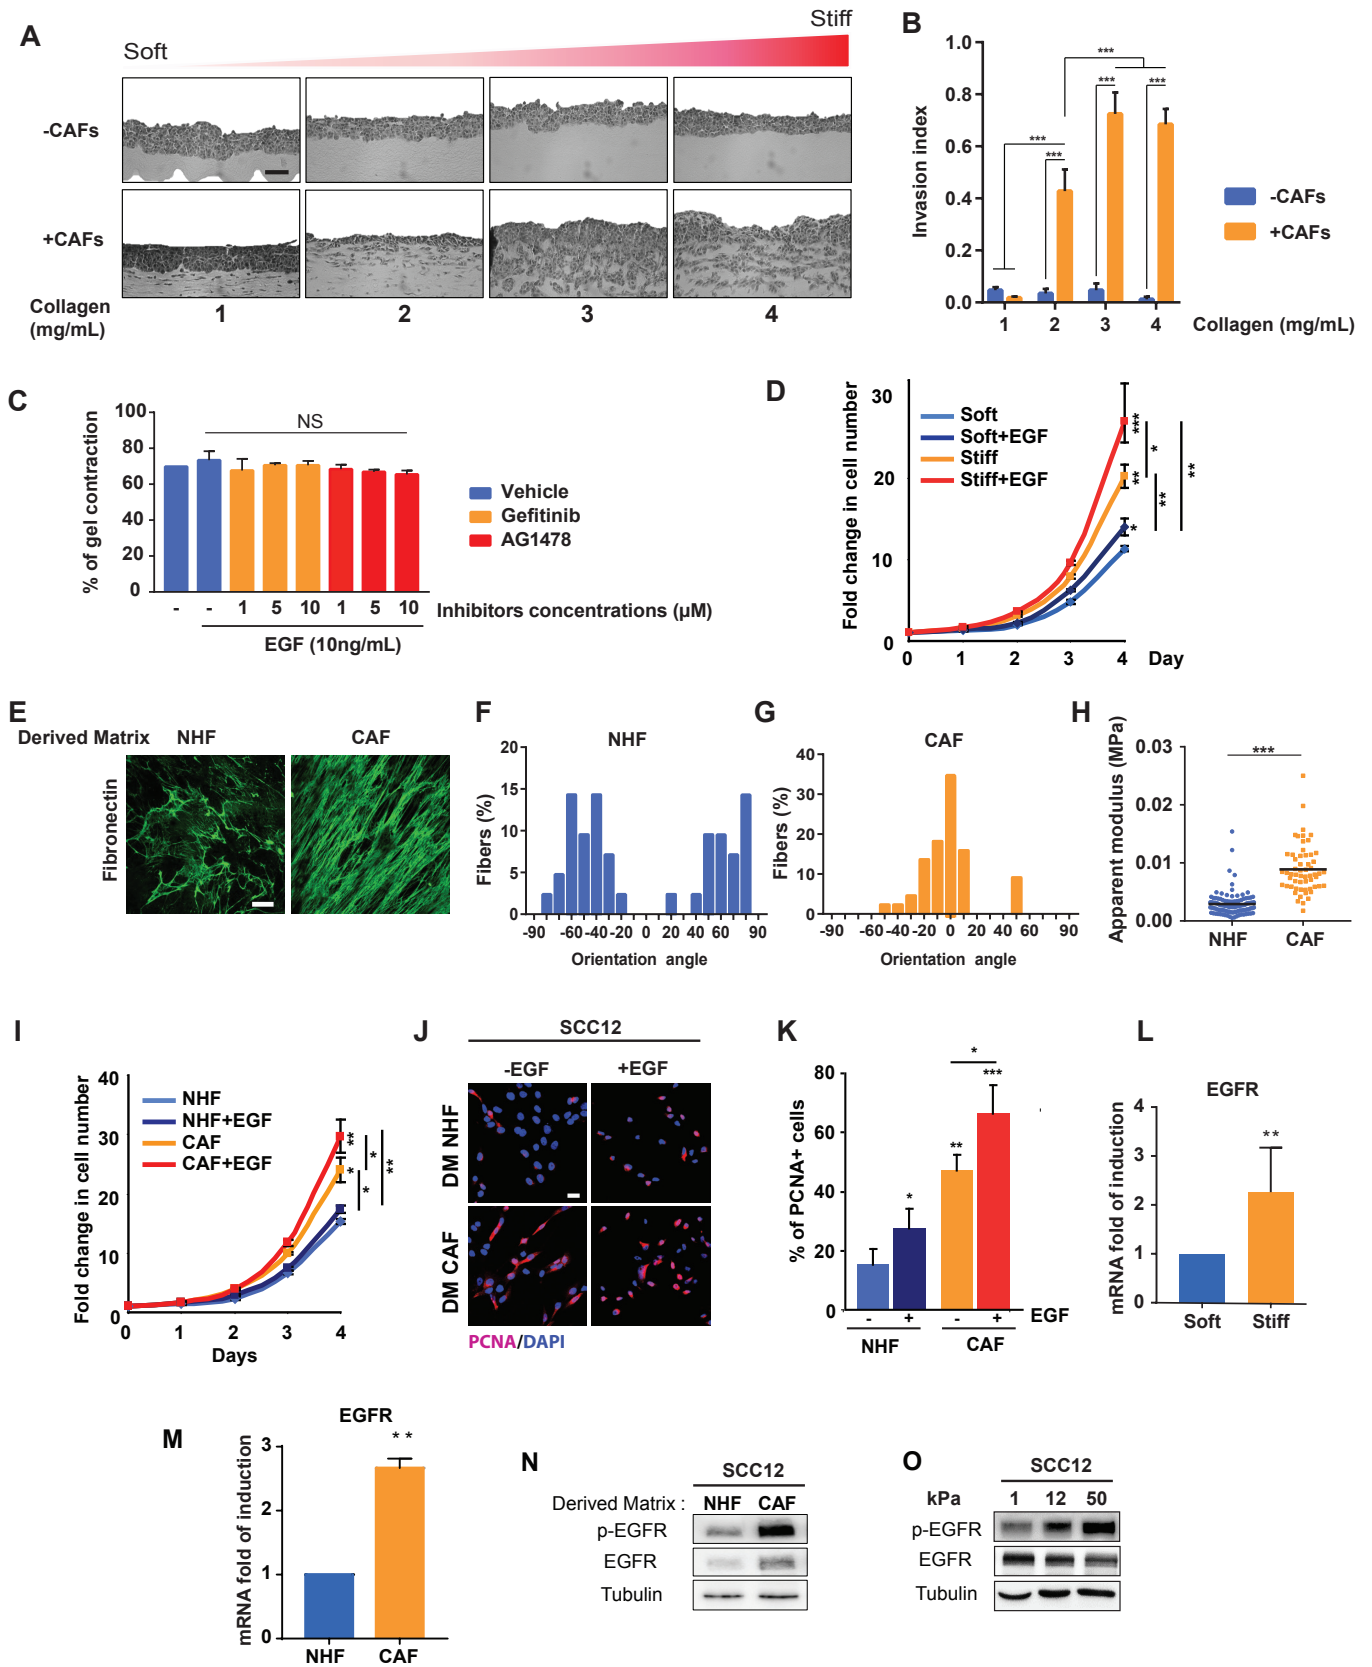 A
Soft
Stiff
-CAFs
+CAFs
Collagen
(mg/mL)
1
2
3
4
B
Invasion index
1.0
0.8
0.6
0.4
0.2
0.0
***
***
***
***
***
1
2
3
4
Collagen (mg/mL)
-CAFs
+CAFs
C
% of gel contraction
100
80
60
40
20
0
NS
- - 1 5 10 1 5 10
Inhibitors concentrations (µM)
EGF (10ng/mL)
Vehicle
Gefitinib
AG1478
D
Fold change in cell number
30
20
10
0
Soft
Soft+EGF
Stiff
Stiff+EGF
***
**
*
*
**
**
0 1 2 3 4 Day
E
Derived Matrix NHF CAF
Fibronectin
F
NHF
Fibers (%)
20
15
10
5
0
-90 -60 -40 -20 0 20 40 60 90
Orientation angle
G
CAF
Fibers (%)
40
30
20
10
0
-90 -60 -40 -20 0 20 40 60 90
Orientation angle
H
Apparent modulus (MPa)
0.03
0.02
0.01
0.00
***
NHF CAF
I
Fold change in cell number
30
20
10
0
NHF
NHF+EGF
CAF
CAF+EGF
**
*
*
*
**
0 1 2 3 4
Days
J
SCC12
-EGF +EGF
DM NHF
DM CAF
PCNA/DAPI
K
% of PCNA+ cells
80
60
40
20
0
*
**
***
*
- + - + EGF
NHF CAF
L
EGFR
mRNA fold of induction
4
3
2
1
0
**
Soft Stiff
M
EGFR
mRNA fold of induction
3
2
1
0
**
NHF CAF
N
SCC12
Derived Matrix : NHF CAF
p-EGFR
EGFR
Tubulin
O
SCC12
kPa 1 12 50
p-EGFR
EGFR
Tubulin